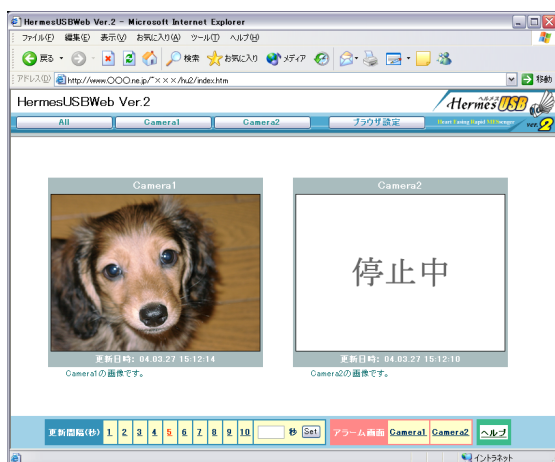 HermesUSBWeb Ver.2 - Microsoft Internet Explorer
ファイル(F) 編集(E) 表示(V) お気に入り(A) ツール(T) ヘルプ(H)
戻る 検索 お気に入り メディア
アドレス(D) http://www.〇〇〇.ne.jp/~×××/hu2/index.htm 移動
HermesUSBWeb Ver.2
ヘルメス
Hermes USB
All Camera1 Camera2 ブラウザ設定 ver.2
Camera1 Camera2
停止中
更新日時: 04.03.27 15:12:14 更新日時: 04.03.27 15:12:10
Camera1の画像です。 Camera2の画像です。
更新間隔(秒) 1 2 3 4 5 6 7 8 9 10 秒 Set アラーム画面 Camera1 Camera2 ヘルプ
イントラネット